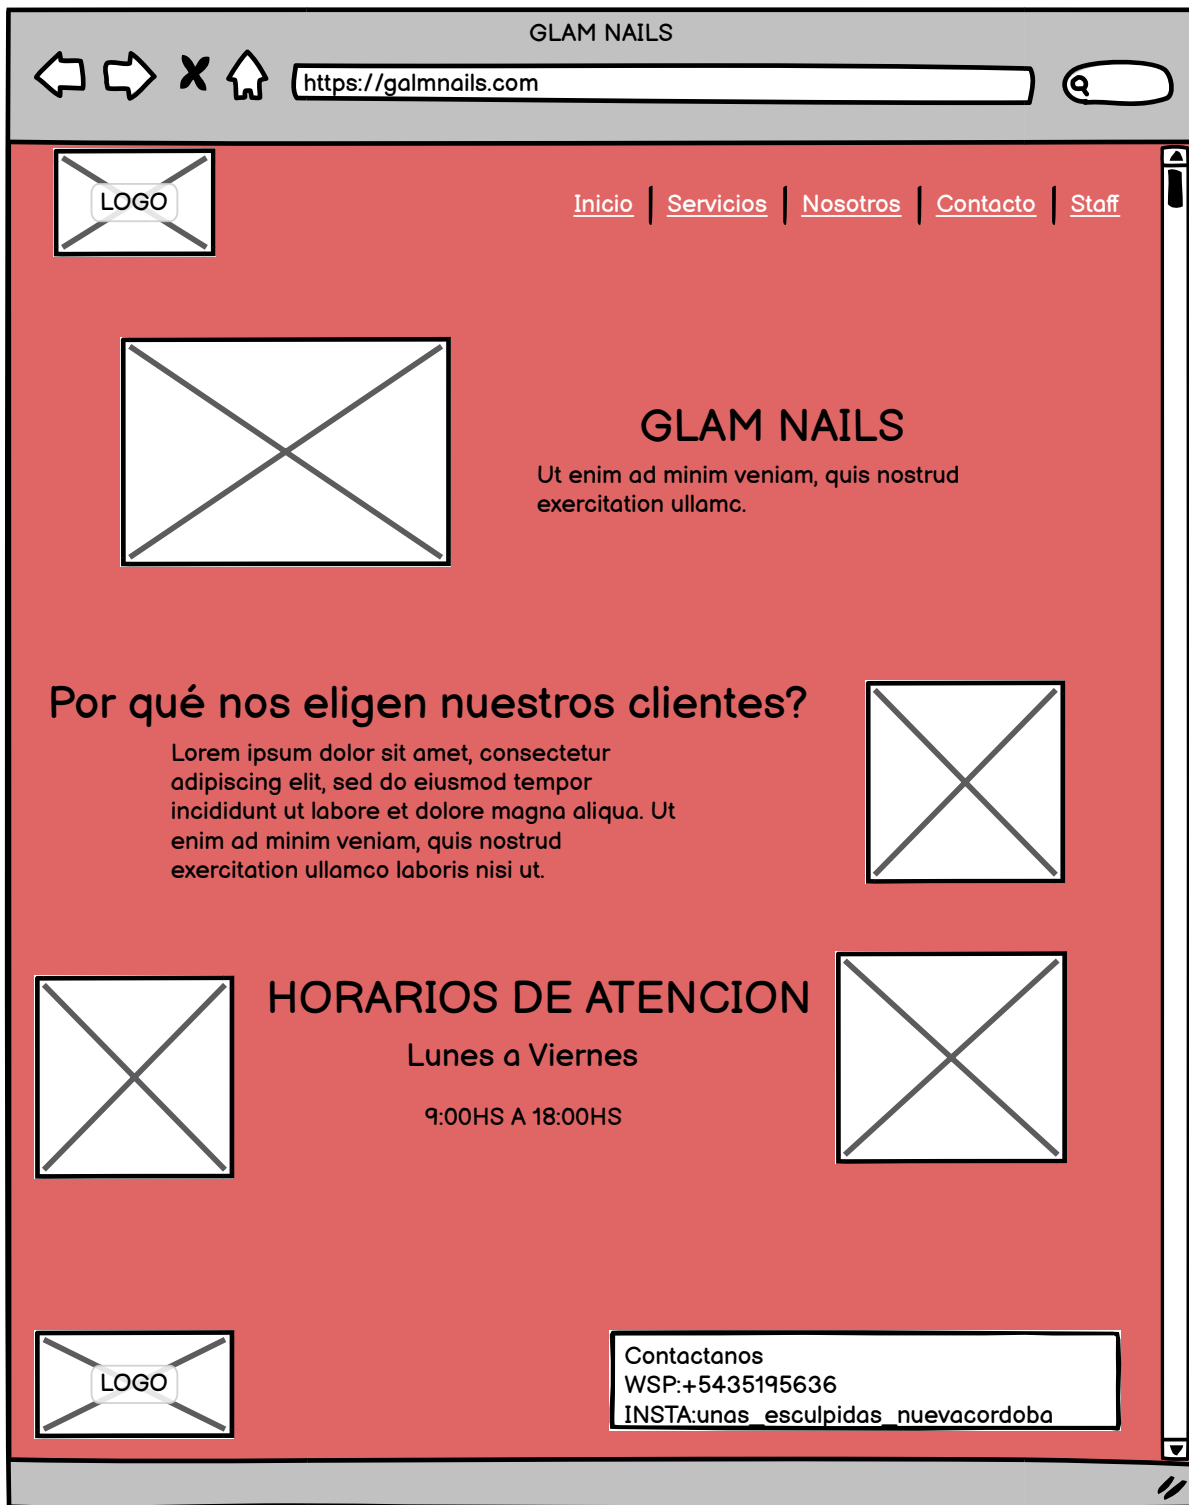 GLAM NAILS
https://galmnails.com
LOGO
Inicio Servicios Nosotros Contacto Staff
GLAM NAILS
Ut enim ad minim veniam, quis nostrud
exercitation ullamc.
Por qué nos eligen nuestros clientes?
Lorem ipsum dolor sit amet, consectetur
adipiscing elit, sed do eiusmod tempor
incididunt ut labore et dolore magna aliqua. Ut
enim ad minim veniam, quis nostrud
exercitation ullamco laboris nisi ut.
HORARIOS DE ATENCION
Lunes a Viernes
9:00HS A 18:00HS
LOGO
Contactanos
WSP:+5435195636
INSTA:unas_esculpidas_nuevacordoba